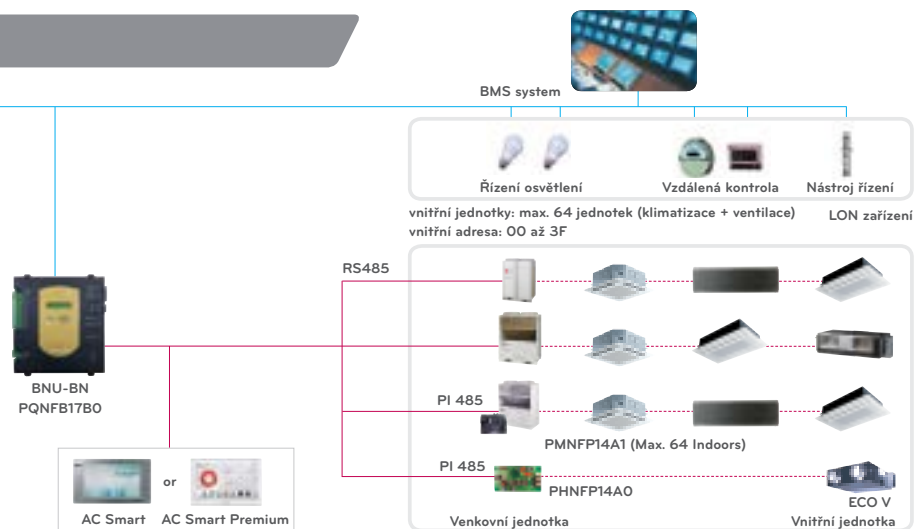 BMS system
Řízení osvětlení
Vzdálená kontrola
Nástroj řízení
vnitřní jednotky: max. 64 jednotek (klimatizace + ventilace)
LON zařízení
vnitřní adresa: 00 až 3F
RS485
BNU-BN
PQNFB17B0
PI 485
PMNFP14A1 (Max. 64 Indoors)
PI 485
PHNFP14A0
or
ECO V
AC Smart
AC Smart Premium
Venkovní jednotka
Vnitřní jednotka